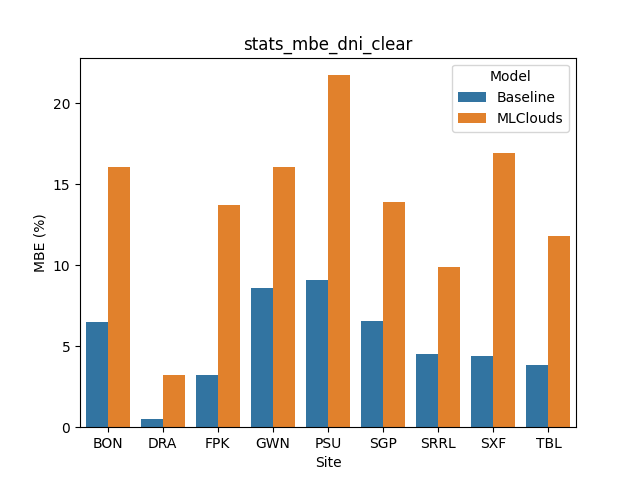 stats_mbe_dni_clear
Model
Baseline
MLClouds
MBE (%)
20
15
10
5
0
BON DRA FPK GWN PSU SGP SRRL SXF TBL
Site